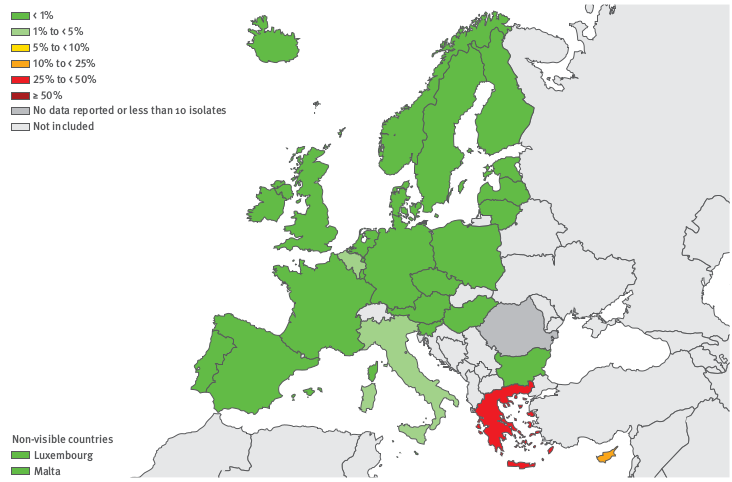 < 1%
1% to < 5%
5% to < 10%
10% to < 25%
25% to < 50%
≥ 50%
No data reported or less than 10 isolates
Not included
Non-visible countries
Luxembourg
Malta